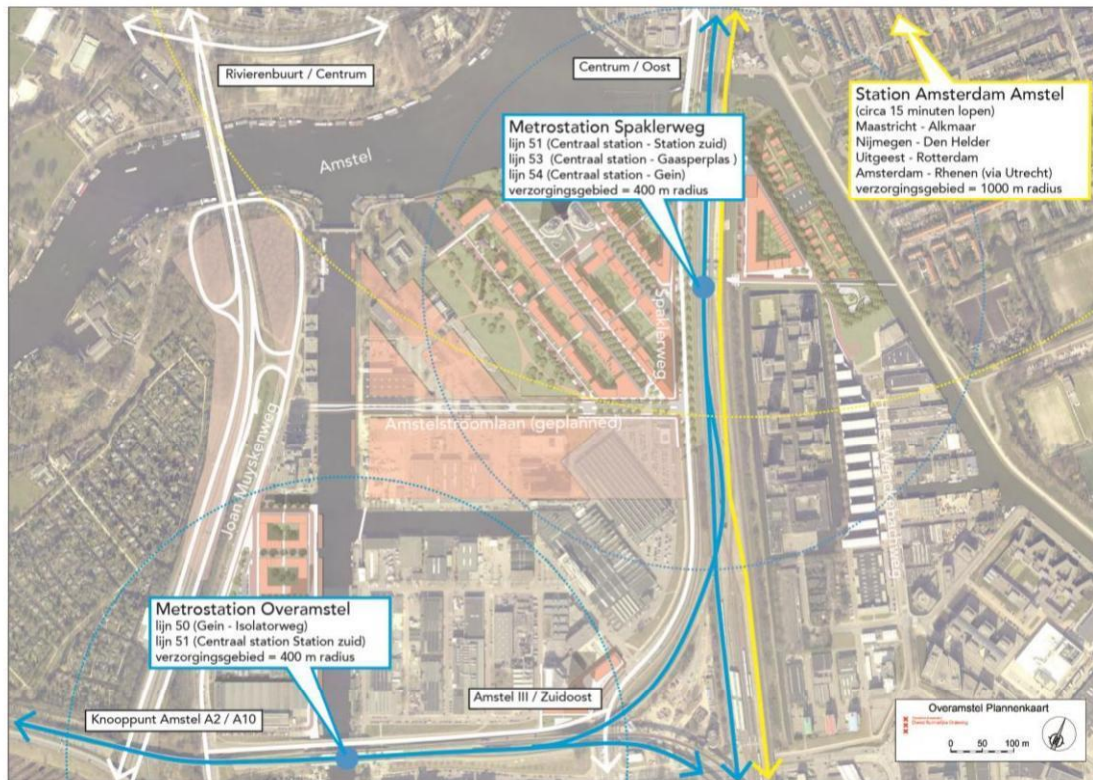 Rivierenbuurt / Centrum
Centrum / Oost
Station Amsterdam Amstel
(circa 15 minuten lopen)
Maastricht - Alkmaar
Nijmegen - Den Helder
Uitgeest - Rotterdam
Amsterdam - Rhenen (via Utrecht)
verzorgingsgebied = 1000 m radius
Metrostation Spaklerweg
lijn 51 (Centraal station - Station zuid)
lijn 53 (Centraal station - Gaasperplas )
lijn 54 (Centraal station - Gein)
verzorgingsgebied = 400 m radius
Amstel
Spaklerweg
Amstelstroomlaan (geplanned)
Joan Muyskenweg
Metrostation Overamstel
lijn 50 (Gein - Isolatorweg)
lijn 51 (Centraal station Station zuid)
verzorgingsgebied = 400 m radius
Amstel III / Zuidoost
Knooppunt Amstel A2 / A10
Overamstel Plannenkaart
0 50 100 m